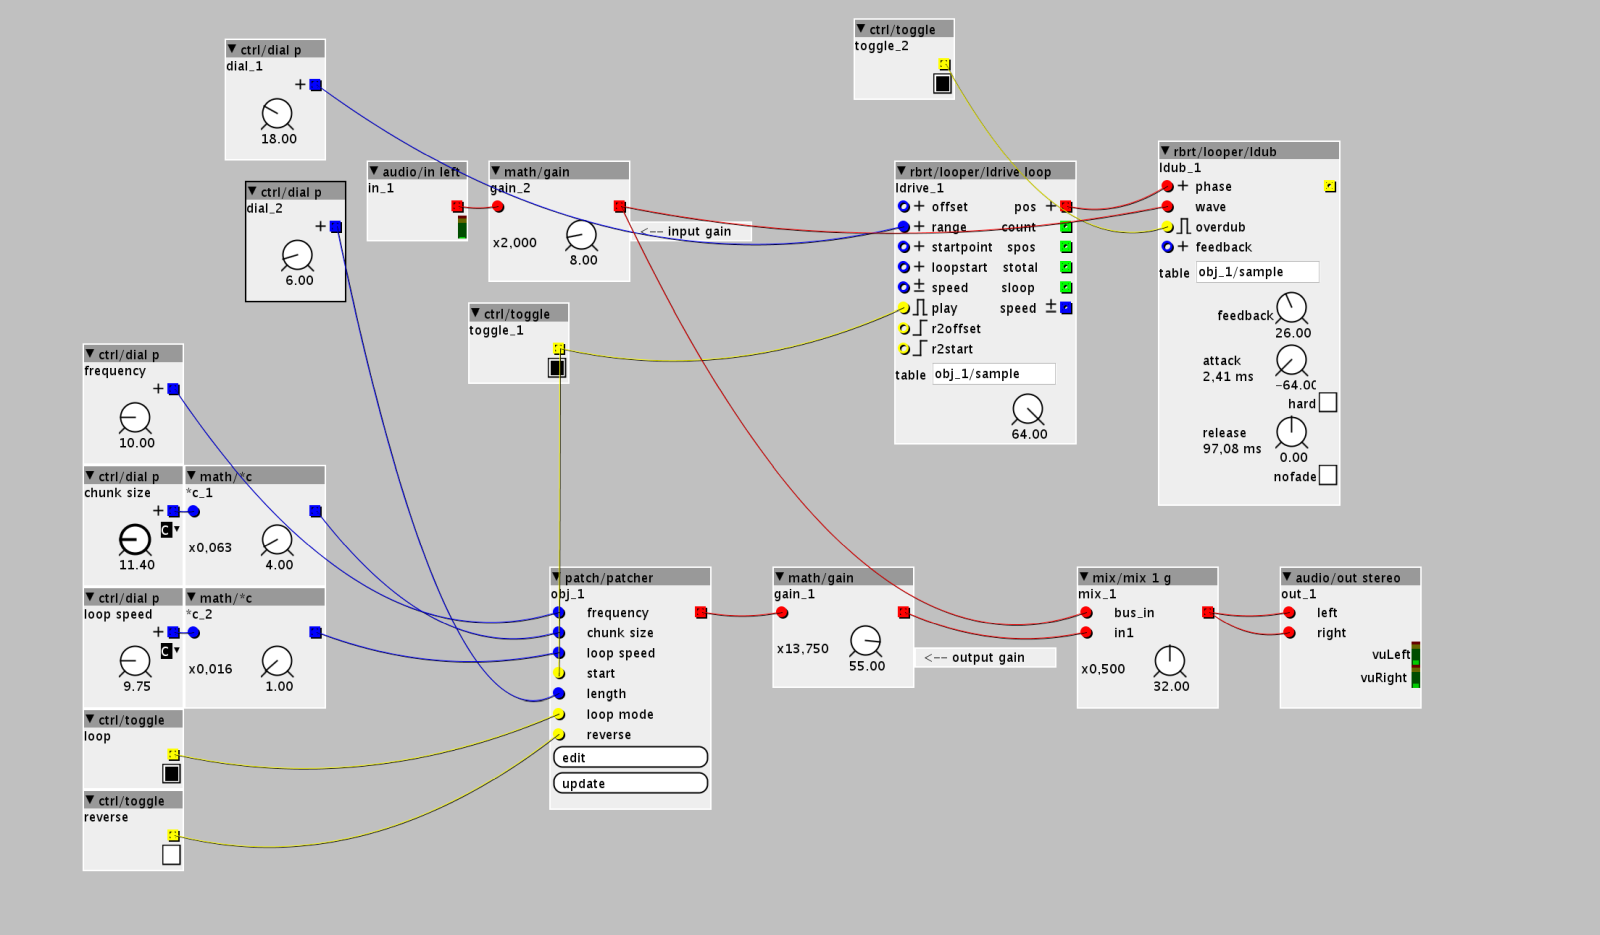 ctrl/toggle
toggle_2
ctrl/dial p
dial_1
+
18.00
ctrl/dial p
dial_2
+
6.00
audio/in left
in_1
math/gain
gain_2
x2,000
8.00
<-- input gain
ctrl/toggle
toggle_1
rbrt/looper/ldrive loop
ldrive_1
+ offset pos +
+ range count
+ startpoint spos
+ loopstart stotal
± speed sloop
play speed ±
r2offset
r2start
table obj_1/sample
64.00
rbrt/looper/ldub
ldub_1
+ phase
wave
overdub
+ feedback
table obj_1/sample
feedback
26.00
attack
2,41 ms
-64.00
hard
release
97,08 ms
0.00
nofade
ctrl/dial p
frequency
+
10.00
ctrl/dial p
chunk size
+
C
11.40
math/*c
*c_1
x0,063
4.00
ctrl/dial p
loop speed
+
C
9.75
math/*c
*c_2
x0,016
1.00
ctrl/toggle
loop
ctrl/toggle
reverse
patch/patcher
obj_1
frequency
chunk size
loop speed
start
length
loop mode
reverse
edit
update
math/gain
gain_1
x13,750
55.00
<-- output gain
mix/mix 1 g
mix_1
bus_in
in1
x0,500
32.00
audio/out stereo
out_1
left
right
vuLeft
vuRight